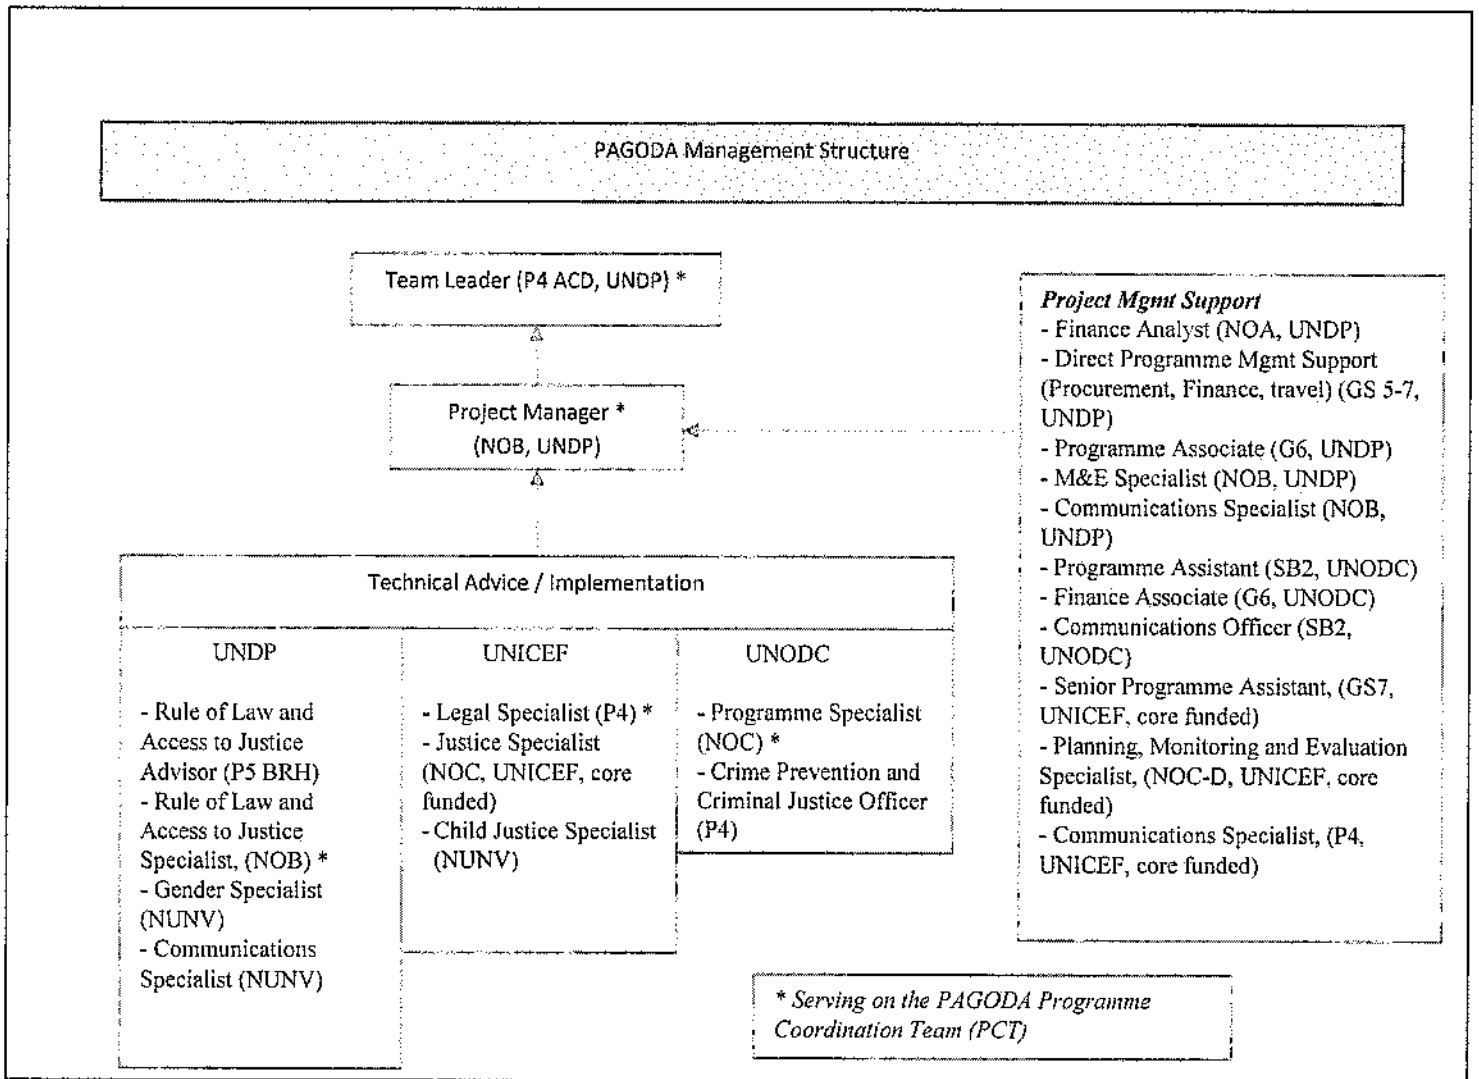 PAGODA Management Structure
Team Leader (P4 ACD, UNDP) *
Project Manager *
(NOB, UNDP)
Technical Advice / Implementation
UNDP
- Rule of Law and
Access to Justice
Advisor (P5 BRH)
- Rule of Law and
Access to Justice
Specialist, (NOB) *
- Gender Specialist
(NUNV)
- Communications
Specialist (NUNV)
UNICEF
- Legal Specialist (P4) *
- Justice Specialist
(NOC, UNICEF, core
funded)
- Child Justice Specialist
(NUNV)
UNODC
- Programme Specialist
(NOC) *
- Crime Prevention and
Criminal Justice Officer
(P4)
Project Mgmt Support
- Finance Analyst (NOA, UNDP)
- Direct Programme Mgmt Support
(Procurement, Finance, travel) (GS 5-7,
UNDP)
- Programme Associate (G6, UNDP)
- M&E Specialist (NOB, UNDP)
- Communications Specialist (NOB,
UNDP)
- Programme Assistant (SB2, UNODC)
- Finance Associate (G6, UNODC)
- Communications Officer (SB2,
UNODC)
- Senior Programme Assistant, (GS7,
UNICEF, core funded)
- Planning, Monitoring and Evaluation
Specialist, (NOC-D, UNICEF, core
funded)
- Communications Specialist, (P4,
UNICEF, core funded)
* Serving on the PAGODA Programme
Coordination Team (PCT)